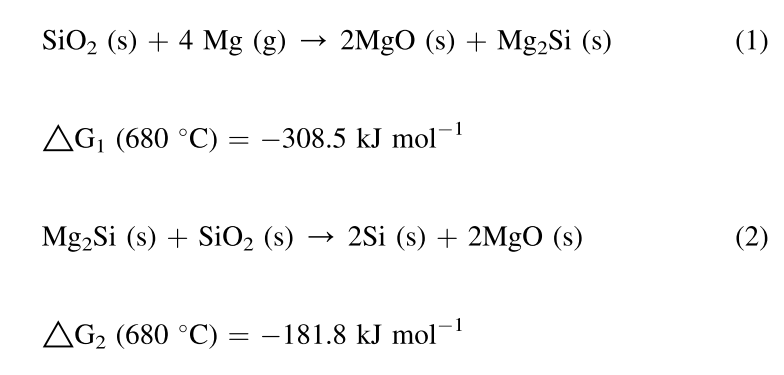 SiO₂ (s) + 4 Mg (g) → 2MgO (s) + Mg₂Si (s) (1)
△G₁ (680 °C) = −308.5 kJ mol⁻¹
Mg₂Si (s) + SiO₂ (s) → 2Si (s) + 2MgO (s) (2)
△G₂ (680 °C) = −181.8 kJ mol⁻¹